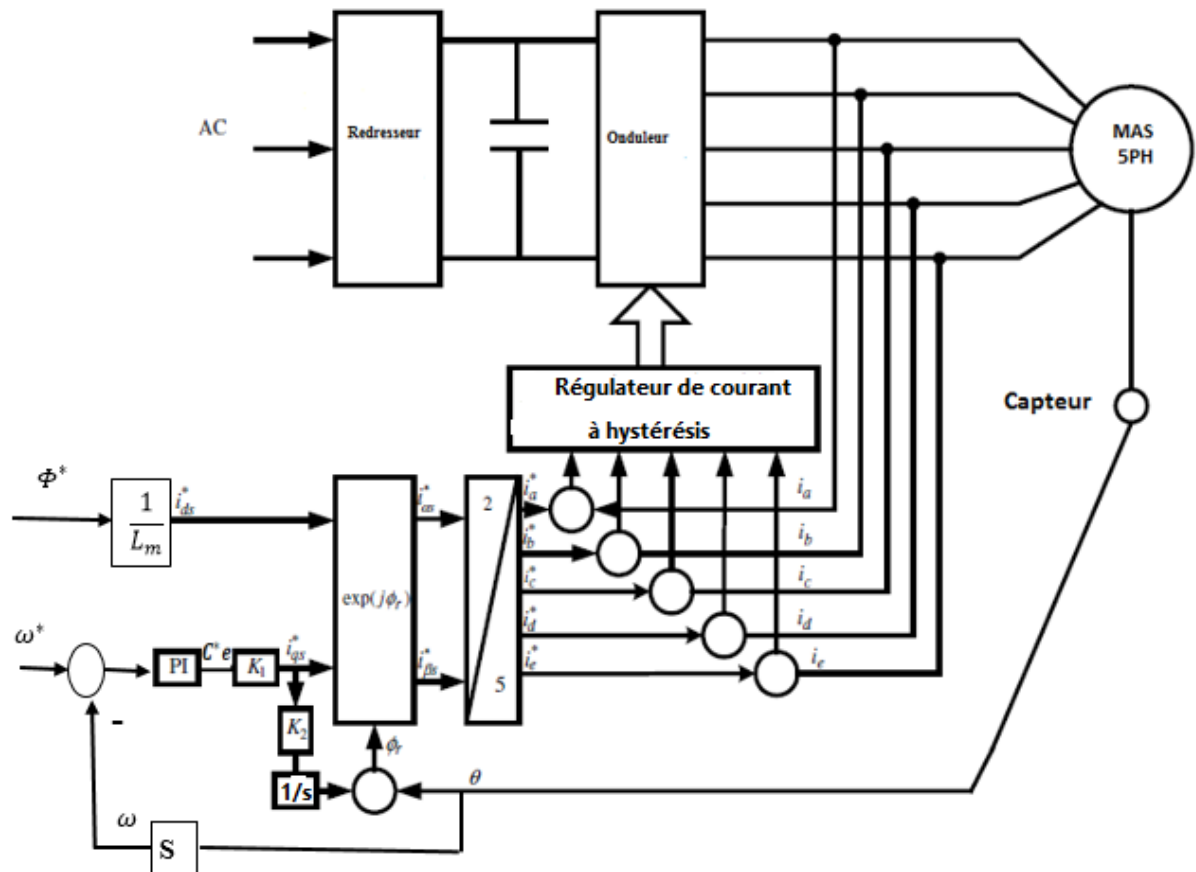 AC
Redresseur
Onduleur
MAS
5PH
Régulateur de courant
à hystérésis
Capteur
Φ*
1
L_m
i*_ds
exp(jϕ_r)
i*_αs
i*_βs
2
5
i*_a
i*_b
i*_c
i*_d
i*_e
i_a
i_b
i_c
i_d
i_e
ω*
-
PI
C*e
K_1
i*_qs
K_2
1/s
ϕ_r
θ
ω
S